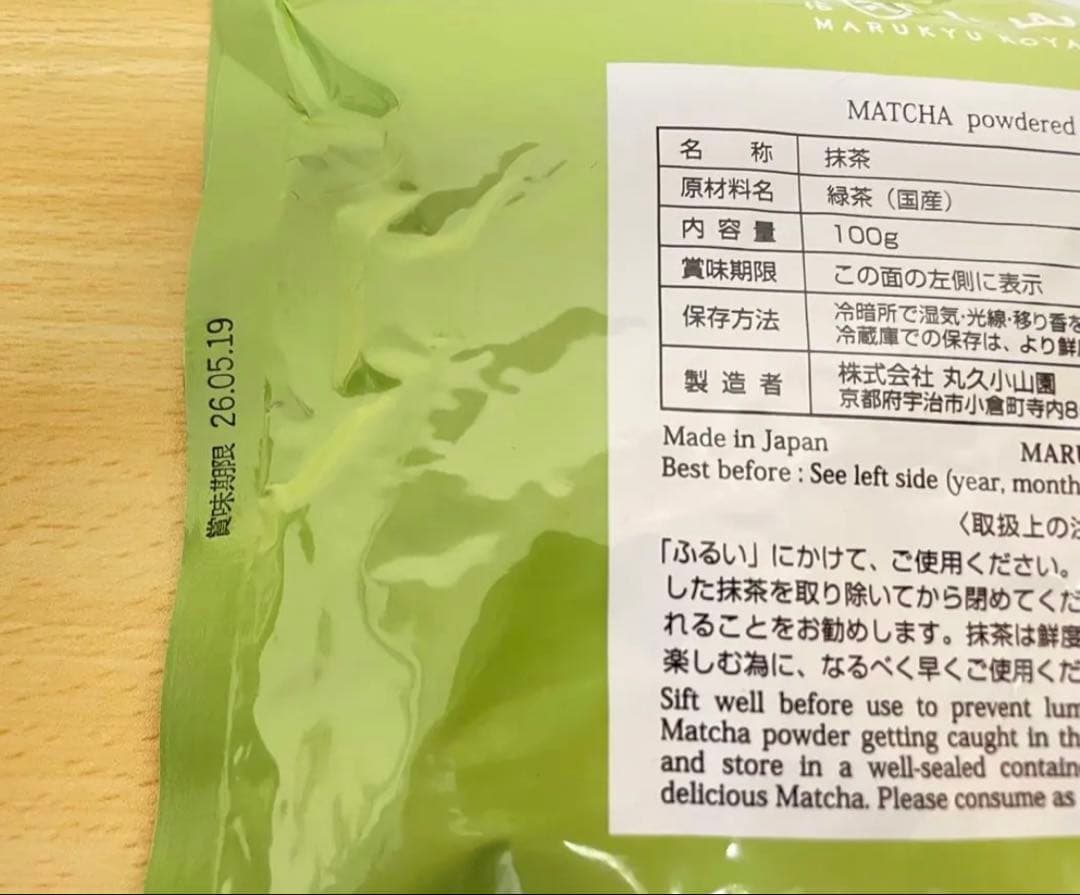 MARUKYU KOYA
MATCHA powdered
名 称 抹茶
原材料名 緑茶（国産）
内容量 100g
賞味期限 この面の左側に表示
保存方法 冷暗所で湿気・光線・移り香を
冷蔵庫での保存は、より鮮
製造者 株式会社 丸久小山園
京都府宇治市小倉町寺内8
Made in Japan MARU
Best before : See left side (year, month
〈取扱上の注
「ふるい」にかけて、ご使用ください。
した抹茶を取り除いてから閉めてくだ
れることをお勧めします。抹茶は鮮度
楽しむ為に、なるべく早くご使用くだ
Sift well before use to prevent lum
Matcha powder getting caught in th
and store in a well-sealed contain
delicious Matcha. Please consume as
賞味期限 26.05.19